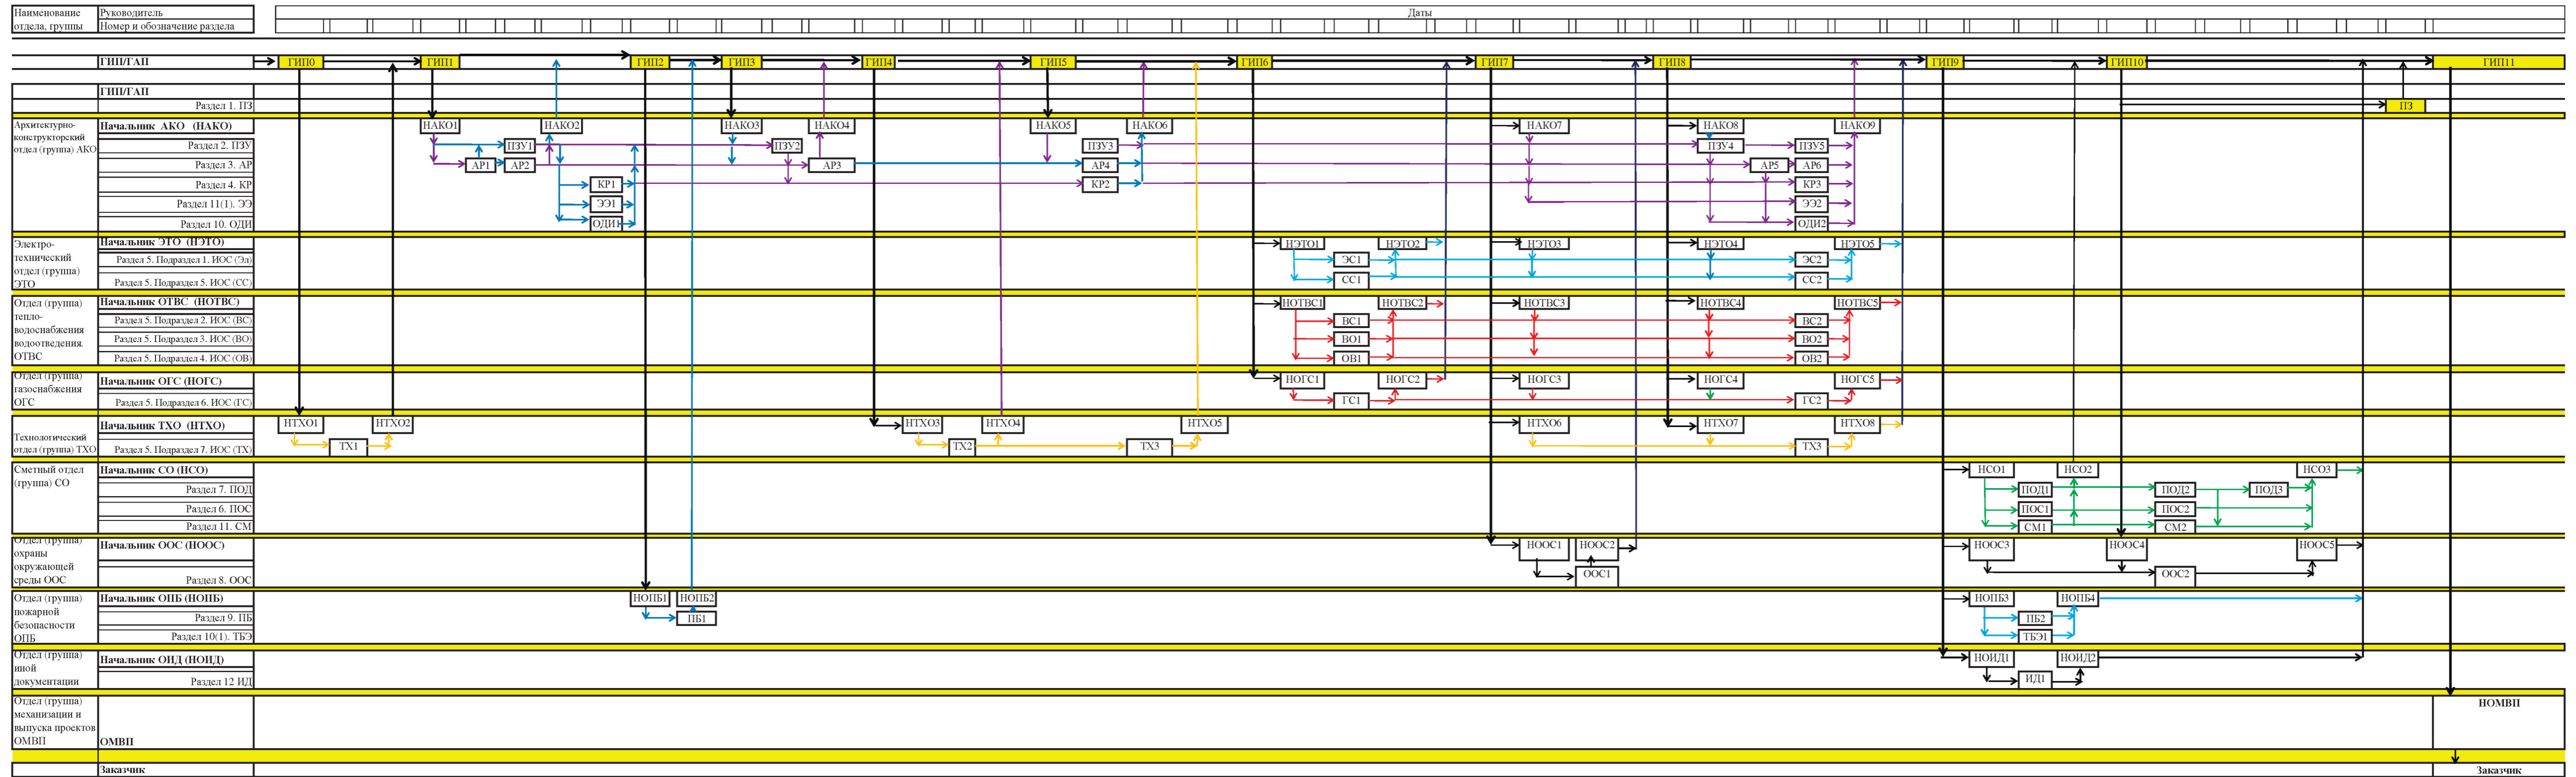 Наименование
отдела, группы
Руководитель
Номер и обозначение раздела
Даты
ГИП/ГАП
ГИП0
ГИП1
ГИП2
ГИП3
ГИП4
ГИП5
ГИП6
ГИП7
ГИП8
ГИП9
ГИП10
ГИП11
ГИП/ГАП
Раздел 1. ПЗ
ПЗ
Архитектурно-
конструкторский
отдел (группа) АКО
Начальник АКО (НАКО)
НАКО1
НАКО2
НАКО3
НАКО4
НАКО5
НАКО6
НАКО7
НАКО8
НАКО9
Раздел 2. ПЗУ
ПЗУ1
ПЗУ2
ПЗУ3
ПЗУ4
ПЗУ5
Раздел 3. АР
АР1
АР2
АР3
АР4
АР5
АР6
Раздел 4. КР
КР1
КР2
КР3
Раздел 11(1). ЭЭ
ЭЭ1
ЭЭ2
Раздел 10. ОДИ
ОДИ1
ОДИ2
Электро-
технический
отдел (группа)
ЭТО
Начальник ЭТО (НЭТО)
НЭТО1
НЭТО2
НЭТО3
НЭТО4
НЭТО5
Раздел 5. Подраздел 1. ИОС (Эл)
ЭС1
ЭС2
Раздел 5. Подраздел 5. ИОС (СС)
СС1
СС2
Отдел (группа)
тепло-
водоснабжения
водоотведения.
ОТВС
Начальник ОТВС (НОТВС)
НОТВС1
НОТВС2
НОТВС3
НОТВС4
НОТВС5
Раздел 5. Подраздел 2. ИОС (ВС)
ВС1
ВС2
Раздел 5. Подраздел 3. ИОС (ВО)
ВО1
ВО2
Раздел 5. Подраздел 4. ИОС (ОВ)
ОВ1
ОВ2
Отдел (группа)
газоснабжения
ОГС
Начальник ОГС (НОГС)
НОГС1
НОГС2
НОГС3
НОГС4
НОГС5
Раздел 5. Подраздел 6. ИОС (ГС)
ГС1
ГС2
Технологический
отдел (группа) ТХО
Начальник ТХО (НТХО)
НТХО1
НТХО2
НТХО3
НТХО4
НТХО5
НТХО6
НТХО7
НТХО8
Раздел 5. Подраздел 7. ИОС (ТХ)
ТХ1
ТХ2
ТХ3
ТХ3
Сметный отдел
(группа) СО
Начальник СО (НСО)
НСО1
НСО2
НСО3
Раздел 7. ПОД
ПОД1
ПОД2
ПОД3
Раздел 6. ПОС
ПОС1
ПОС2
Раздел 11. СМ
СМ1
СМ2
Отдел (группа)
охраны
окружающей
среды ООС
Начальник ООС (НООС)
НООС1
НООС2
НООС3
НООС4
НООС5
Раздел 8. ООС
ООС1
ООС2
Отдел (группа)
пожарной
безопасности
ОПБ
Начальник ОПБ (НОПБ)
НОПБ1
НОПБ2
НОПБ3
НОПБ4
Раздел 9. ПБ
ПБ1
ПБ2
Раздел 10(1). ТБЭ
ТБЭ1
Отдел (группа)
иной
документации
Начальник ОИД (НОИД)
НОИД1
НОИД2
Раздел 12 ИД
ИД1
Отдел (группа)
механизации и
выпуска проектов
ОМВП
ОМВП
НОМВП
Заказчик
Заказчик